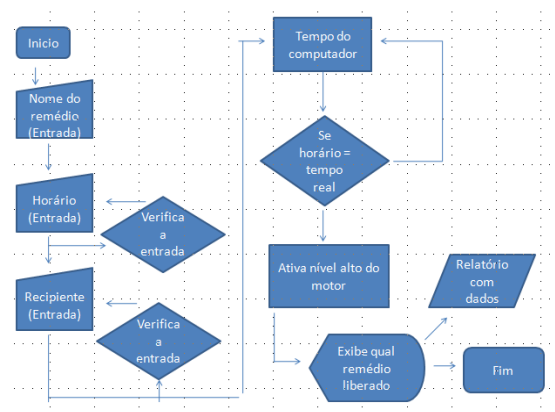 Inicio
Nome do
remédio
(Entrada)
Horário
(Entrada)
Verifica
a
entrada
Recipiente
(Entrada)
Verifica
a
entrada
Tempo do
computador
Se
horário =
tempo
real
Ativa nível alto do
motor
Relatório
com
dados
Exibe qual
remédio
liberado
Fim